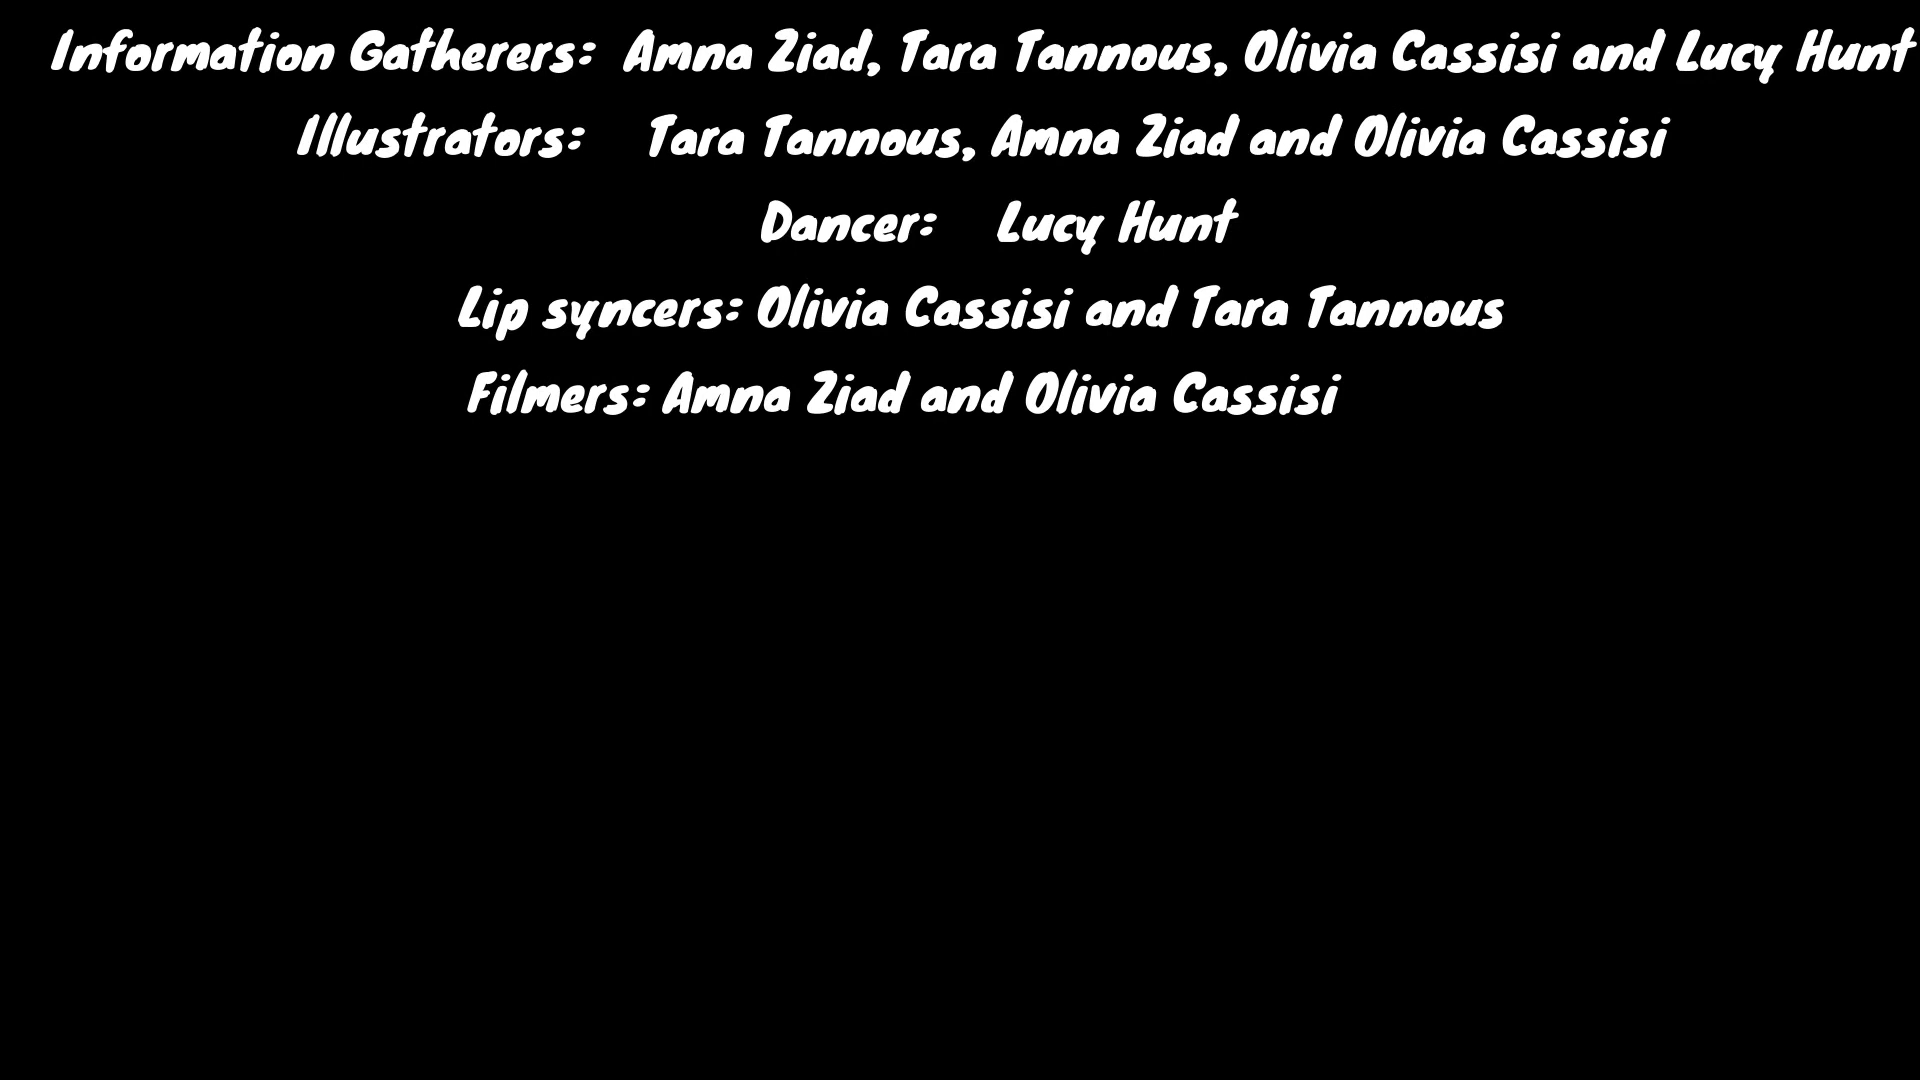 Information Gatherers: Amna Ziad, Tara Tannous, Olivia Cassisi and Lucy Hunt
Illustrators: Tara Tannous, Amna Ziad and Olivia Cassisi
Dancer: Lucy Hunt
Lip syncers: Olivia Cassisi and Tara Tannous
Filmers: Amna Ziad and Olivia Cassisi